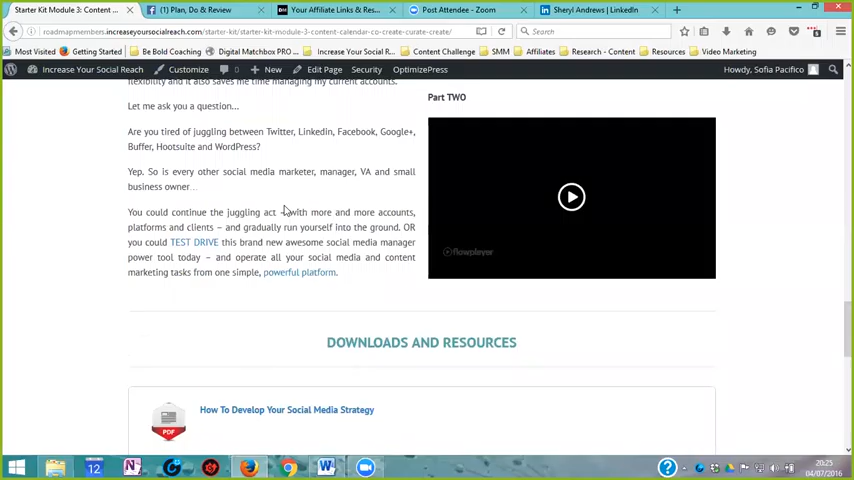 Starter Kit Module 3: Content ...
(1) Plan, Do & Review
Your Affiliate Links & Res...
Post Attendee - Zoom
Sheryl Andrews | LinkedIn
roadmapmembers.increaseyoursocialreach.com/starter-kit/starter-kit-module-3-content-calendar-co-create-curate-create/
Search
Most Visited
Getting Started
Be Bold Coaching
Digital Matchbox PRO ...
Increase Your Social R...
Content Challenge
SMM
Affiliates
Research - Content
Resources
Video Marketing
Increase Your Social Reach
Customize
0
New
Edit Page
Security
OptimizePress
Howdy, Sofia Pacifico
flexibility and it also saves me time managing my current accounts.
Let me ask you a question...
Are you tired of juggling between Twitter, Linkedin, Facebook, Google+,
Buffer, Hootsuite and WordPress?
Yep. So is every other social media marketer, manager, VA and small
business owner...
You could continue the juggling act – with more and more accounts,
platforms and clients – and gradually run yourself into the ground. OR
you could TEST DRIVE this brand new awesome social media manager
power tool today – and operate all your social media and content
marketing tasks from one simple, powerful platform.
Part TWO
flowplayer
DOWNLOADS AND RESOURCES
PDF
How To Develop Your Social Media Strategy
12
20:25
04/07/2016